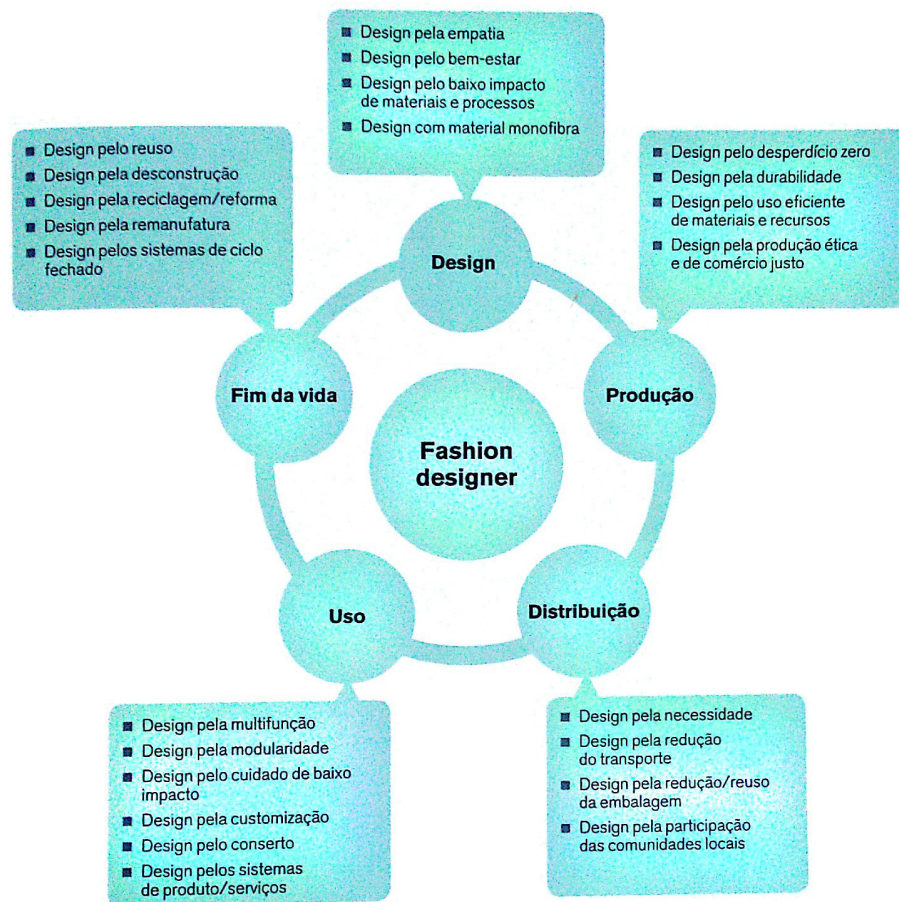 Design pela empatia
Design pelo bem-estar
Design pelo baixo impacto
de materiais e processos
Design com material monofibra
Design pelo reuso
Design pela desconstrução
Design pela reciclagem/reforma
Design pela remanufatura
Design pelos sistemas de ciclo
fechado
Design pelo desperdício zero
Design pela durabilidade
Design pelo uso eficiente
de materiais e recursos
Design pela produção ética
e de comércio justo
Design
Fim da vida
Produção
Fashion
designer
Uso
Distribuição
Design pela multifunção
Design pela modularidade
Design pelo cuidado de baixo
impacto
Design pela customização
Design pelo conserto
Design pelos sistemas
de produto/serviços
Design pela necessidade
Design pela redução
do transporte
Design pela redução/reuso
da embalagem
Design pela participação
das comunidades locais